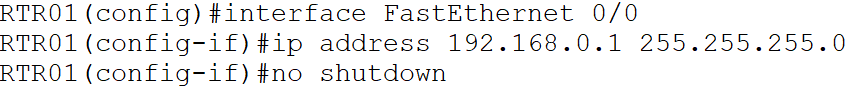 RTR01(config)#interface FastEthernet 0/0
RTR01(config-if)#ip address 192.168.0.1 255.255.255.0
RTR01(config-if)#no shutdown